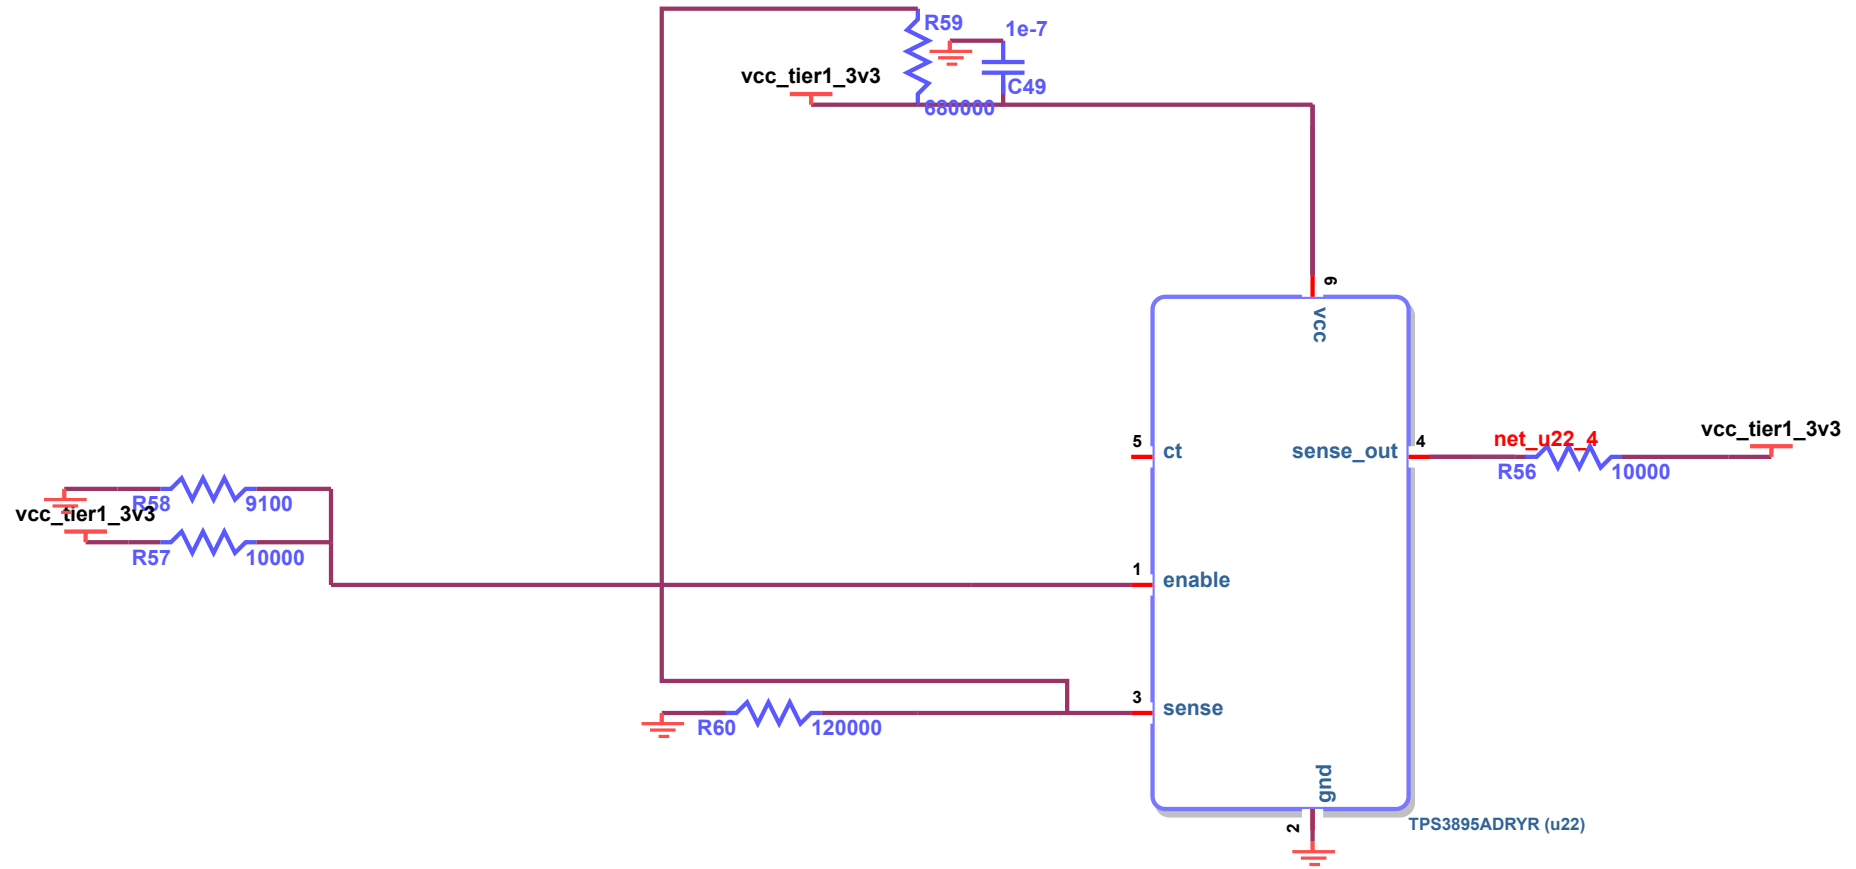 R59
1e-7
vcc_tier1_3v3
C49
680000
9
vcc
5
ct
sense_out
4
net_u22_4
vcc_tier1_3v3
R56
10000
R58
9100
vcc_tier1_3v3
R57
10000
1
enable
3
sense
R60
120000
gnd
2
TPS3895ADRYR (u22)